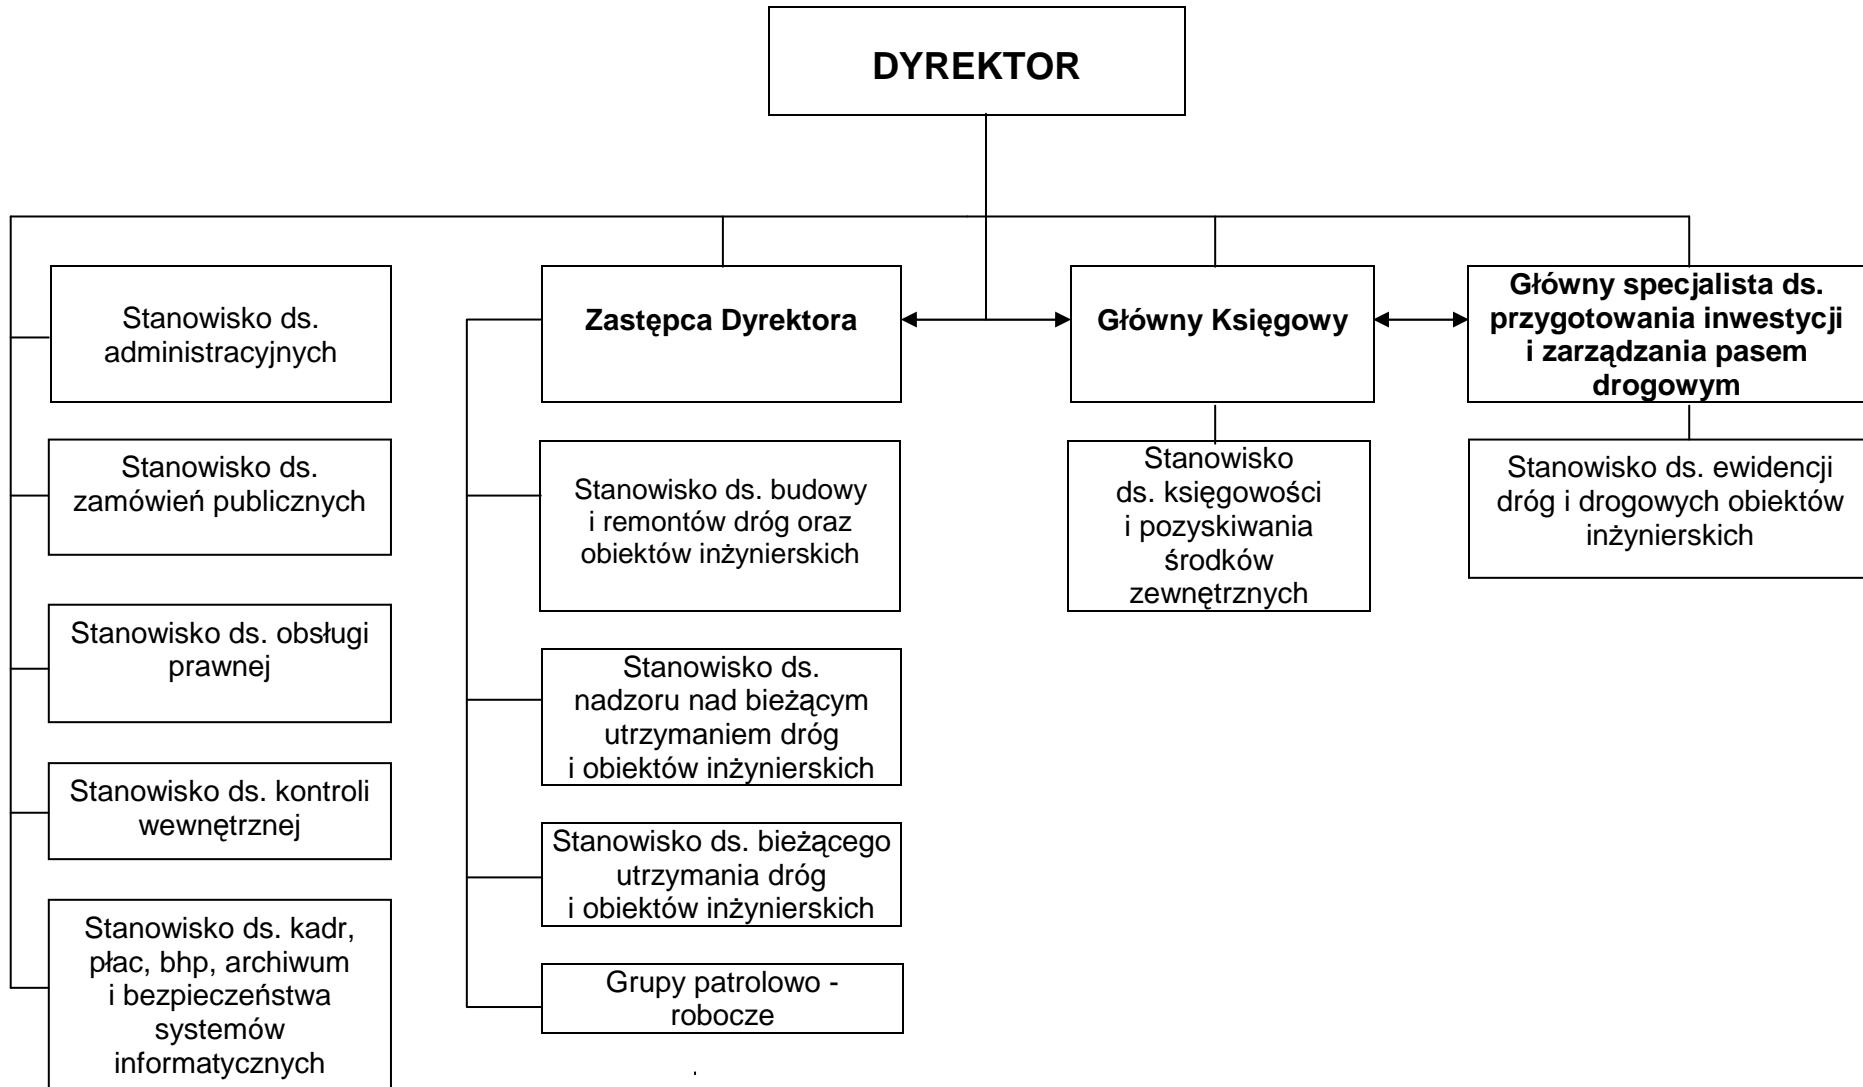 DYREKTOR
Stanowisko ds.
administracyjnych
Stanowisko ds.
zamówień publicznych
Stanowisko ds. obsługi
prawnej
Stanowisko ds. kontroli
wewnętrznej
Stanowisko ds. kadr,
płac, bhp, archiwum
i bezpieczeństwa
systemów
informatycznych
Zastępca Dyrektora
Stanowisko ds. budowy
i remontów dróg oraz
obiektów inżynierskich
Stanowisko ds.
nadzoru nad bieżącym
utrzymaniem dróg
i obiektów inżynierskich
Stanowisko ds. bieżącego
utrzymania dróg
i obiektów inżynierskich
Grupy patrolowo -
robocze
Główny Księgowy
Stanowisko
ds. księgowości
i pozyskiwania
środków
zewnętrznych
Główny specjalista ds.
przygotowania inwestycji
i zarządzania pasem
drogowym
Stanowisko ds. ewidencji
dróg i drogowych obiektów
inżynierskich